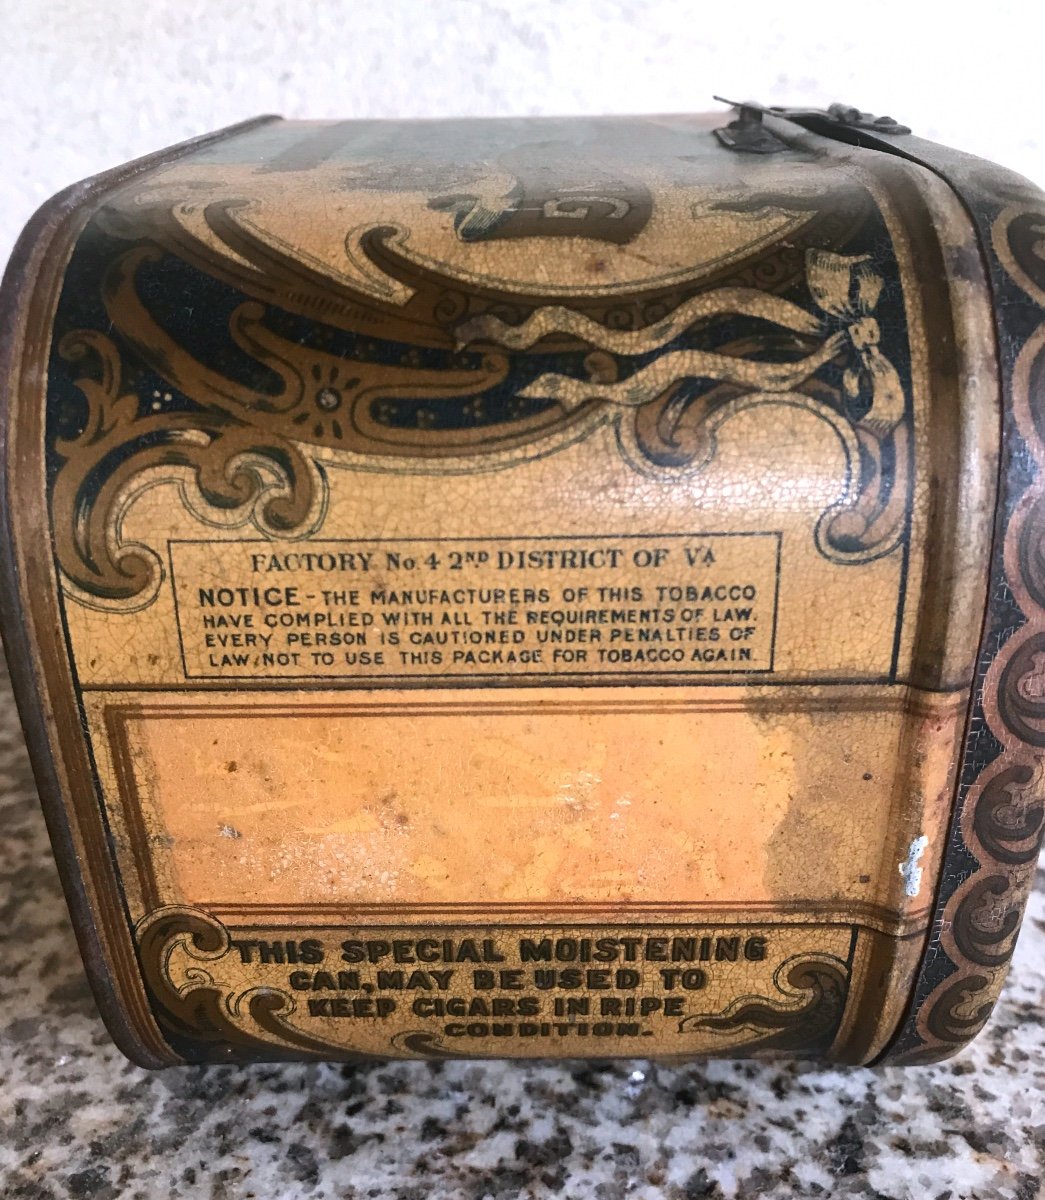 G
FACTORY No. 4 2ND DISTRICT OF VA
NOTICE - THE MANUFACTURERS OF THIS TOBACCO
HAVE COMPLIED WITH ALL THE REQUIREMENTS OF LAW.
EVERY PERSON IS CAUTIONED UNDER PENALTIES OF
LAW, NOT TO USE THIS PACKAGE FOR TOBACCO AGAIN.
THIS SPECIAL MOISTENING
CAN, MAY BE USED TO
KEEP CIGARS IN RIPE
CONDITION.